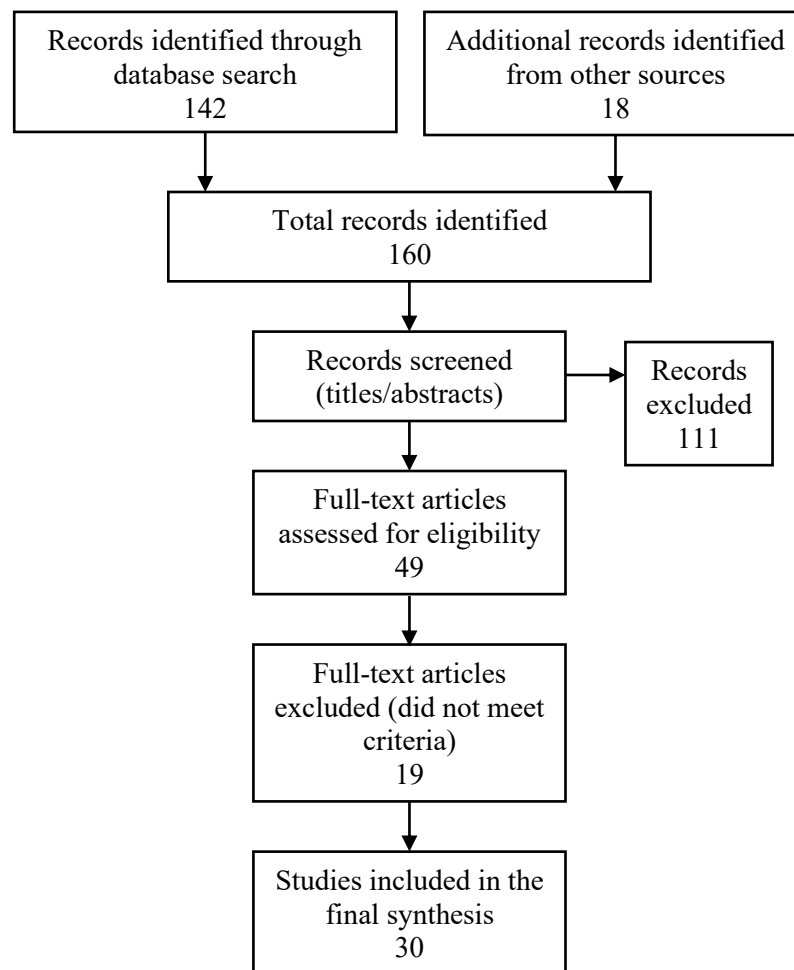 Records identified through
database search
142
Additional records identified
from other sources
18
Total records identified
160
Records screened
(titles/abstracts)
Records
excluded
111
Full-text articles
assessed for eligibility
49
Full-text articles
excluded (did not meet
criteria)
19
Studies included in the
final synthesis
30